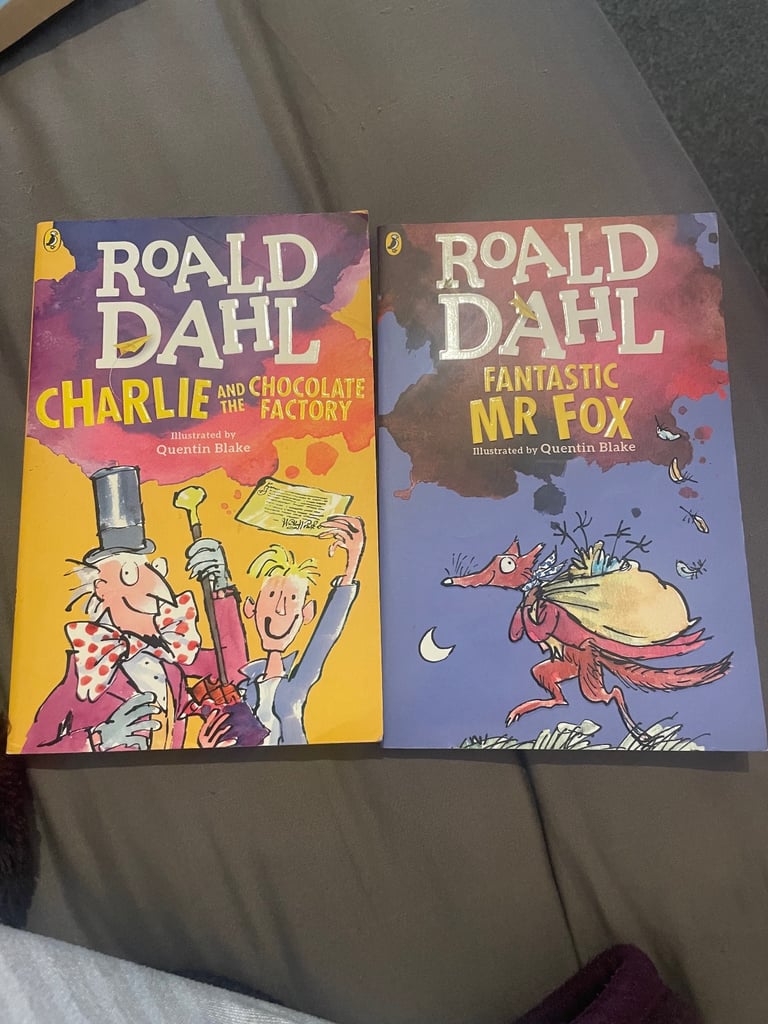 ROALD
DAHL
CHARLIE AND THE CHOCOLATE FACTORY
Illustrated by
Quentin Blake
ROALD
DAHL
FANTASTIC
MR FOX
Illustrated by Quentin Blake